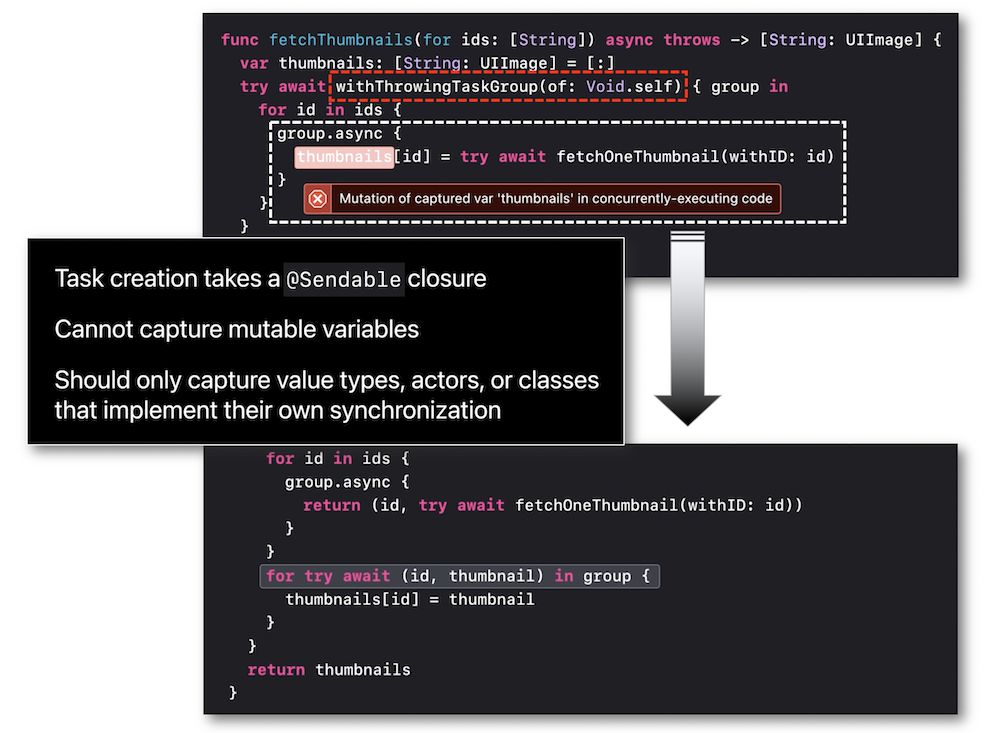 func fetchThumbnails(for ids: [String]) async throws -> [String: UIImage] {
var thumbnails: [String: UIImage] = [:]
try await withThrowingTaskGroup(of: Void.self) { group in
for id in ids {
group.async {
thumbnails[id] = try await fetchOneThumbnail(withID: id)
}
Mutation of captured var 'thumbnails' in concurrently-executing code
}
}
Task creation takes a @Sendable closure
Cannot capture mutable variables
Should only capture value types, actors, or classes
that implement their own synchronization
for id in ids {
group.async {
return (id, try await fetchOneThumbnail(withID: id))
}
}
for try await (id, thumbnail) in group {
thumbnails[id] = thumbnail
}
}
return thumbnails
}